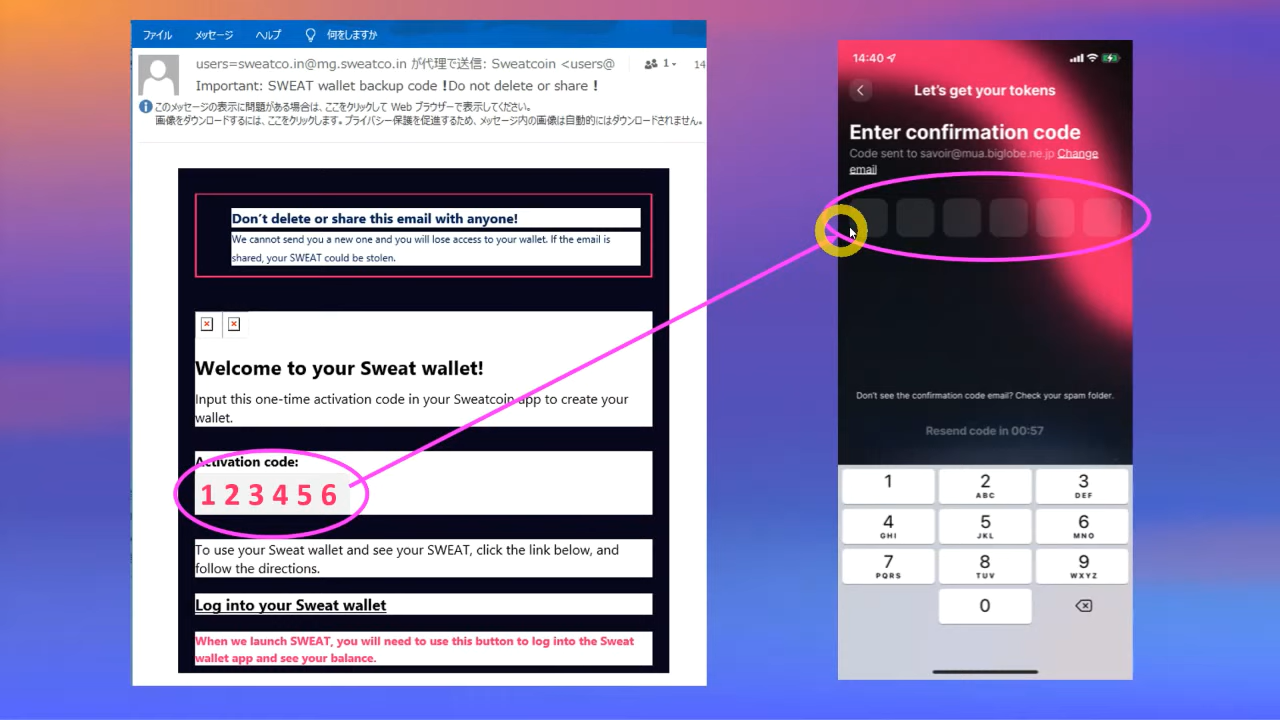 ファイル メッセージ ヘルプ 何をしますか
users=sweatco.in@mg.sweatco.in が代理で送信: Sweatcoin <users@ 1 14
Important: SWEAT wallet backup code ! Do not delete or share !
このメッセージの表示に問題がある場合は、ここをクリックして Web ブラウザーで表示してください。
画像をダウンロードするには、ここをクリックします。プライバシー保護を促進するため、メッセージ内の画像は自動的にはダウンロードされません。
Don't delete or share this email with anyone!
We cannot send you a new one and you will lose access to your wallet. If the email is
shared, your SWEAT could be stolen.
Welcome to your Sweat wallet!
Input this one-time activation code in your Sweatcoin app to create your
wallet.
Activation code:
1 2 3 4 5 6
To use your Sweat wallet and see your SWEAT, click the link below, and
follow the directions.
Log into your Sweat wallet
When we launch SWEAT, you will need to use this button to log into the Sweat
wallet app and see your balance.
14:40
Let's get your tokens
Enter confirmation code
Code sent to savoir@mua.biglobe.ne.jp Change
email
Don't see the confirmation code email? Check your spam folder.
Resend code in 00:57
1 2 3
ABC DEF
4 5 6
GHI JKL MNO
7 8 9
PQRS TUV WXYZ
0